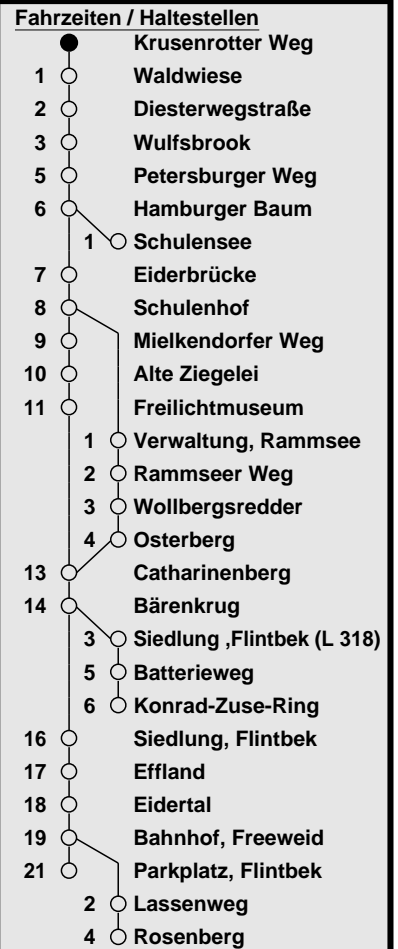 Fahrzeiten / Haltestellen
Krusenrotter Weg
1 Waldwiese
2 Diesterwegstraße
3 Wulfsbrook
5 Petersburger Weg
6 Hamburger Baum
1 Schulensee
7 Eiderbrücke
8 Schulenhof
9 Mielkendorfer Weg
10 Alte Ziegelei
11 Freilichtmuseum
1 Verwaltung, Rammsee
2 Rammseer Weg
3 Wollbergsredder
4 Osterberg
13 Catharinenberg
14 Bärenkrug
3 Siedlung ,Flintbek (L 318)
5 Batterieweg
6 Konrad-Zuse-Ring
16 Siedlung, Flintbek
17 Effland
18 Eidertal
19 Bahnhof, Freeweid
21 Parkplatz, Flintbek
2 Lassenweg
4 Rosenberg